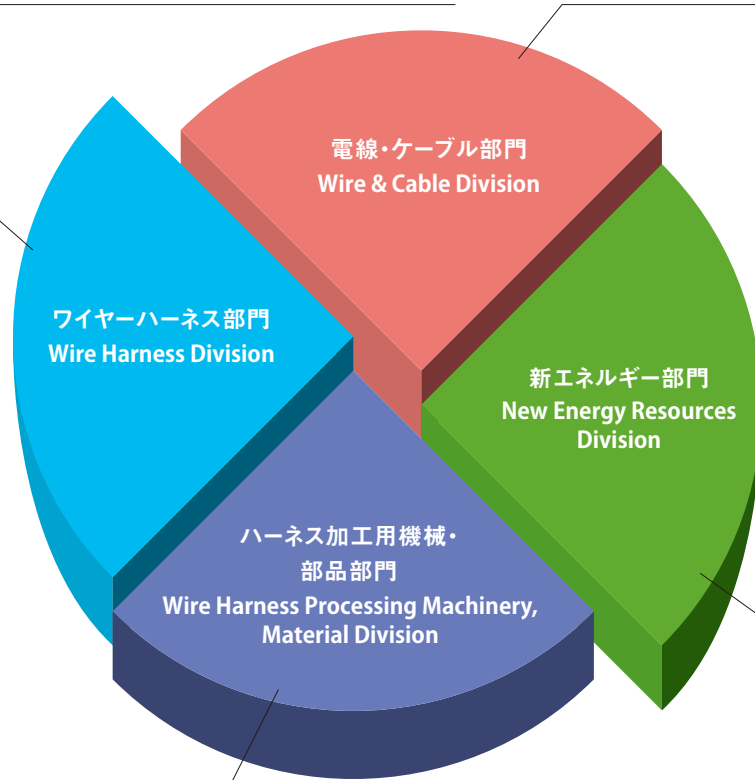 電線・ケーブル部門
Wire & Cable Division
ワイヤーハーネス部門
Wire Harness Division
新エネルギー部門
New Energy Resources
Division
ハーネス加工用機械・
部品部門
Wire Harness Processing Machinery,
Material Division